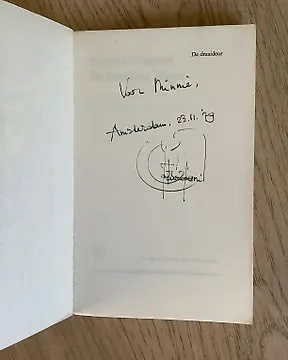 De draaideur
Voor Minnie,
Amsterdam, 23.11.'79